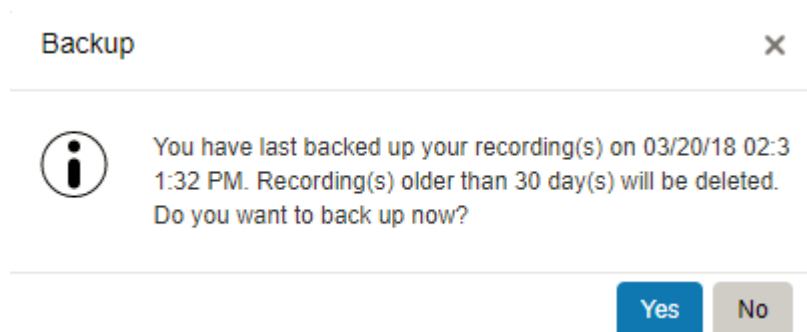 Backup
You have last backed up your recording(s) on 03/20/18 02:3
1:32 PM. Recording(s) older than 30 day(s) will be deleted.
Do you want to back up now?
Yes No